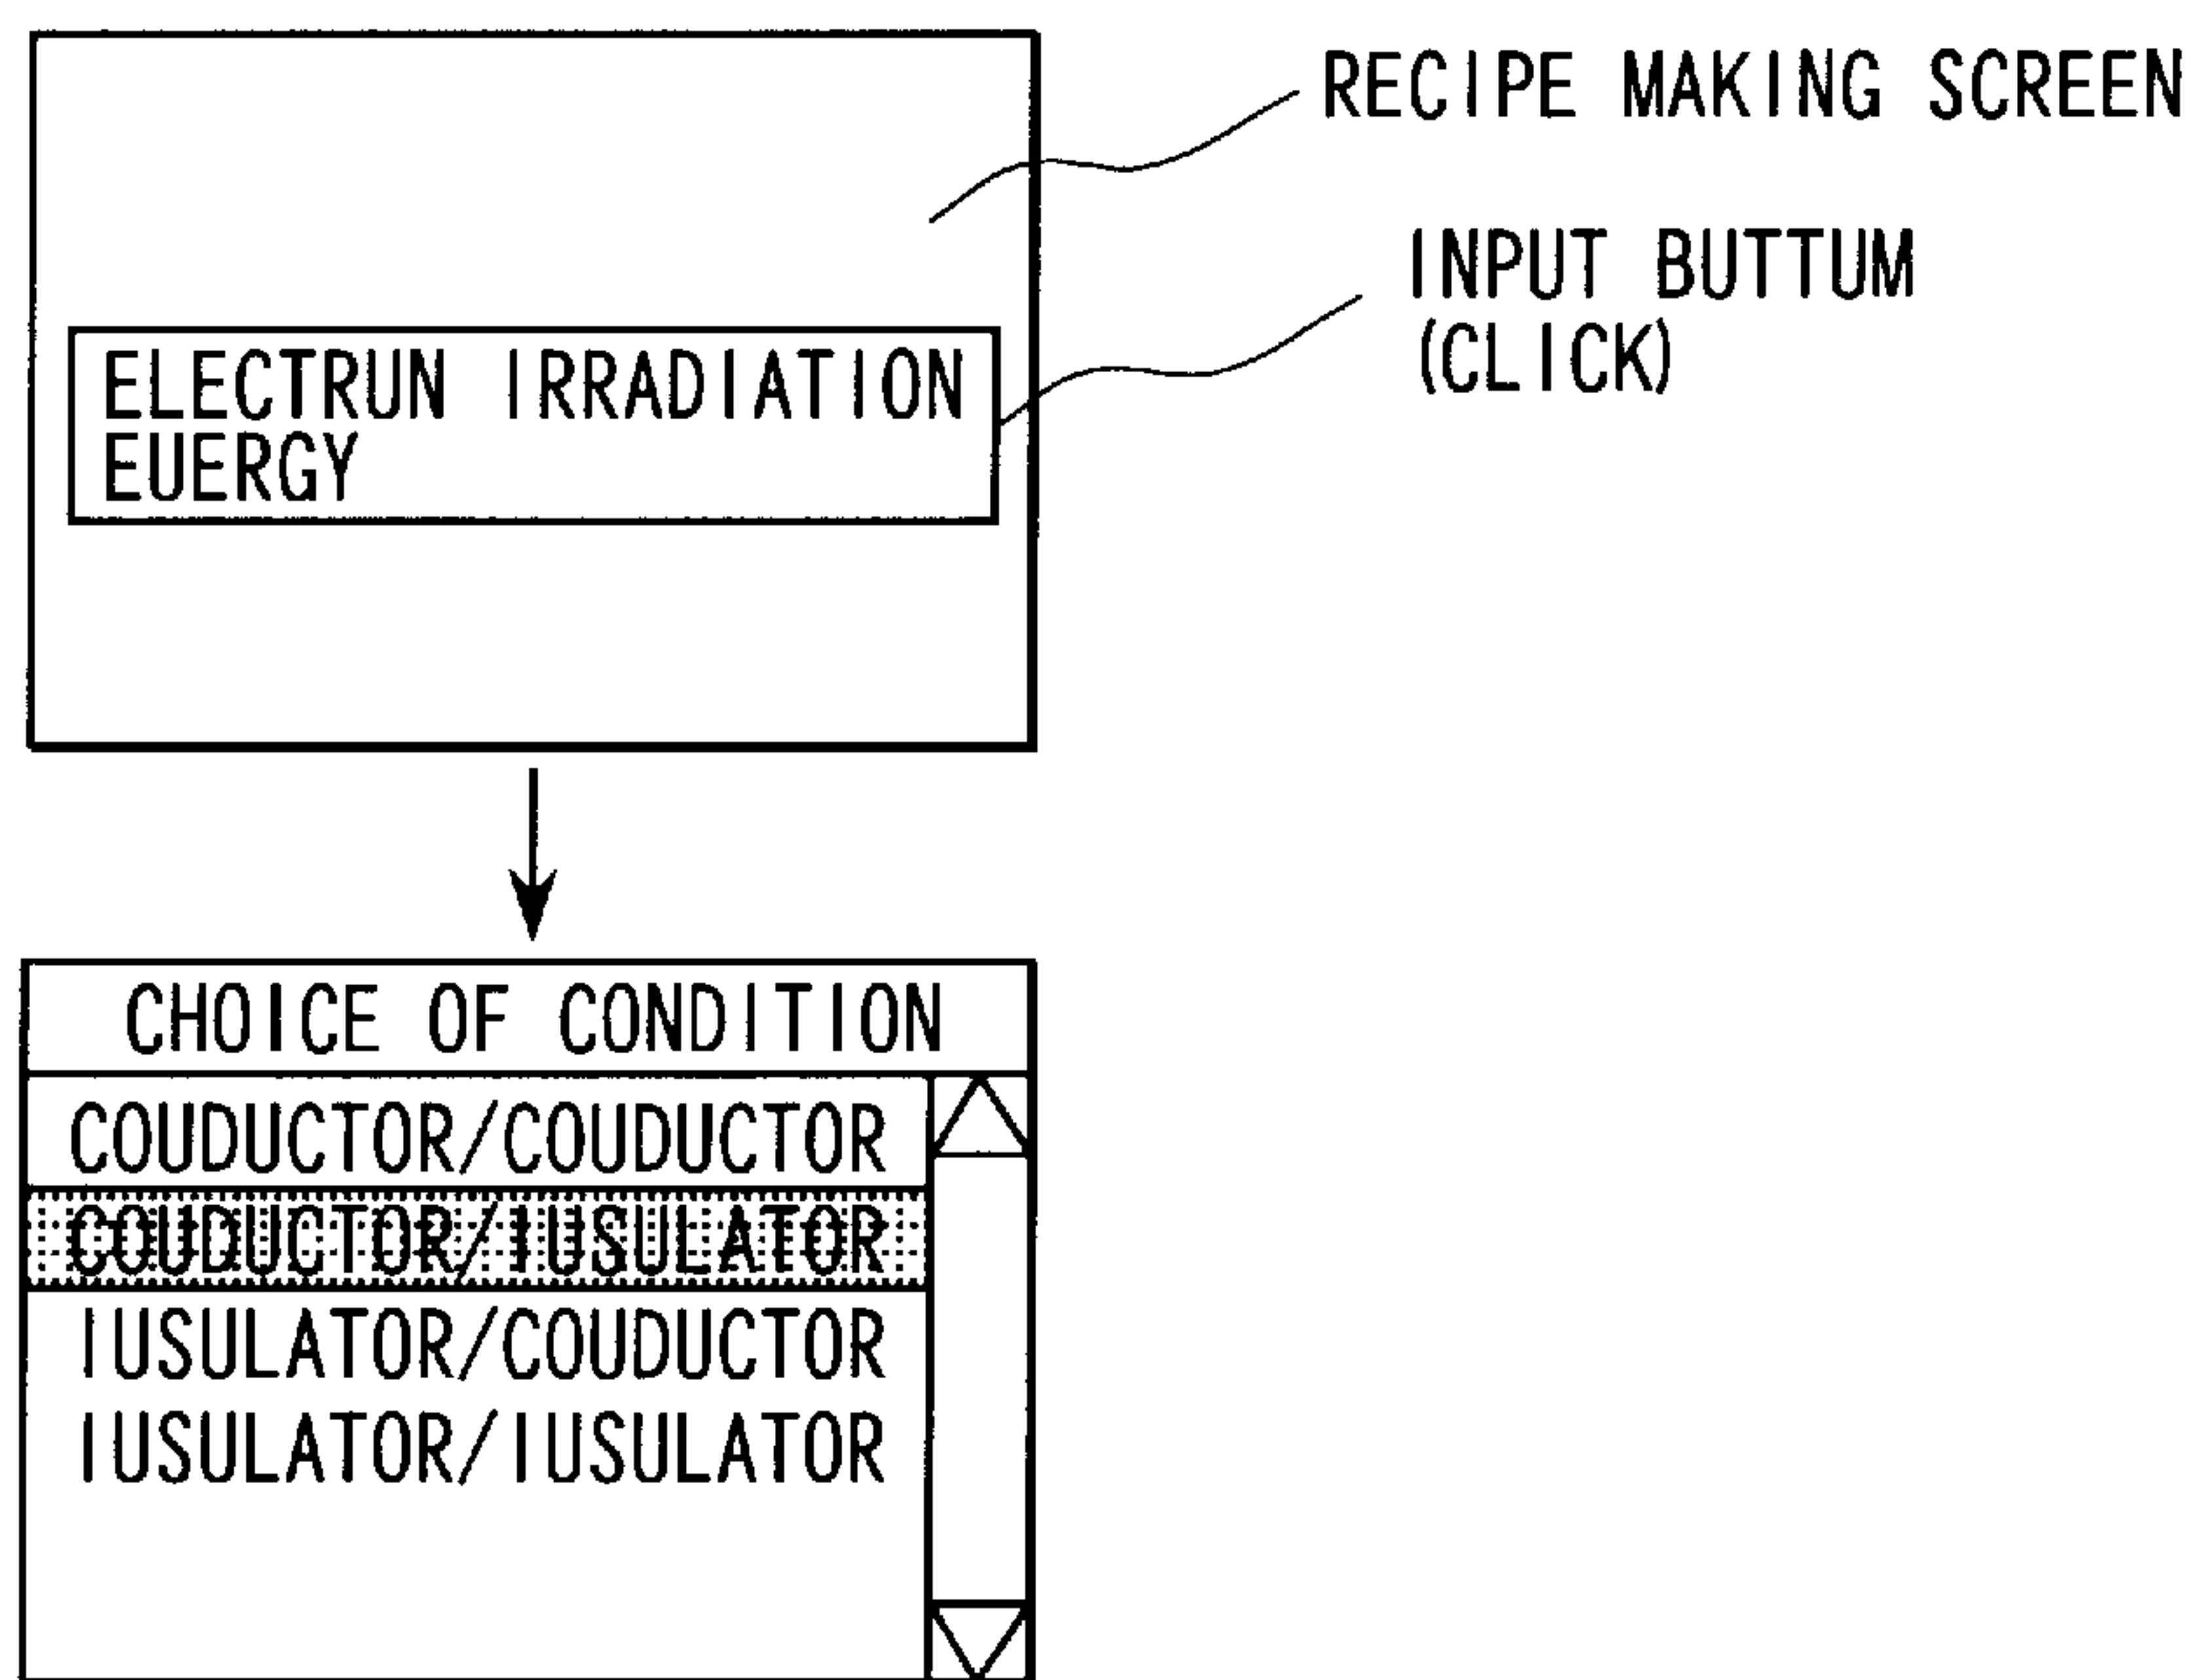 RECIPE MAKING SCREEN
INPUT BUTTUM
(CLICK)
ELECTRUN IRRADIATION
EUERGY
CHOICE OF CONDITION
COUDUCTOR/COUDUCTOR
COUDUCTOR/IUSULATOR
IUSULATOR/COUDUCTOR
IUSULATOR/IUSULATOR